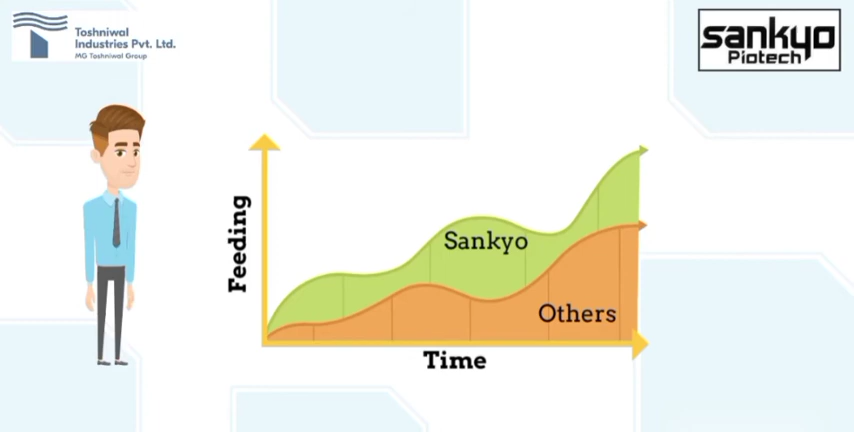 Toshniwal
Industries Pvt. Ltd.
MG Toshniwal Group
sankyo
Piotech
Feeding
Sankyo
Others
Time